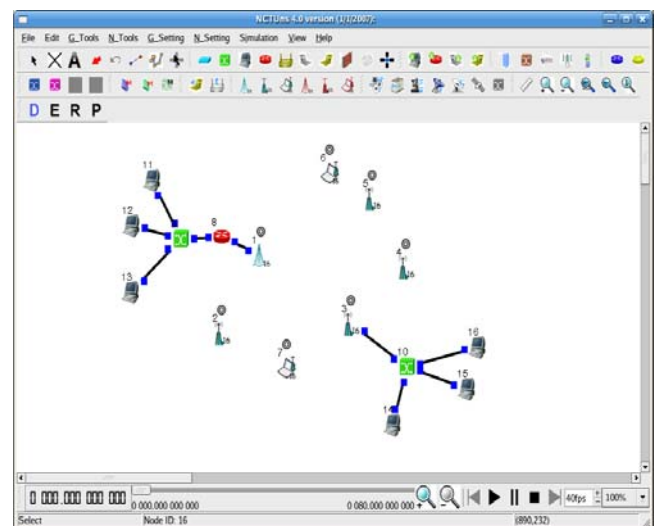 NCTUns 4.0 version (1/1/2007):
File Edit G_Tools N_Tools G_Setting N_Setting Symulation View Help
A
D E R P
6
11
5
12
8
1
16
4
13
2
3
7
10
16
15
14
0 000 000 000 000
0 000.000 000 000
0 080.000 000 000
40fps
100%
Select
Node ID: 16
(890,232)